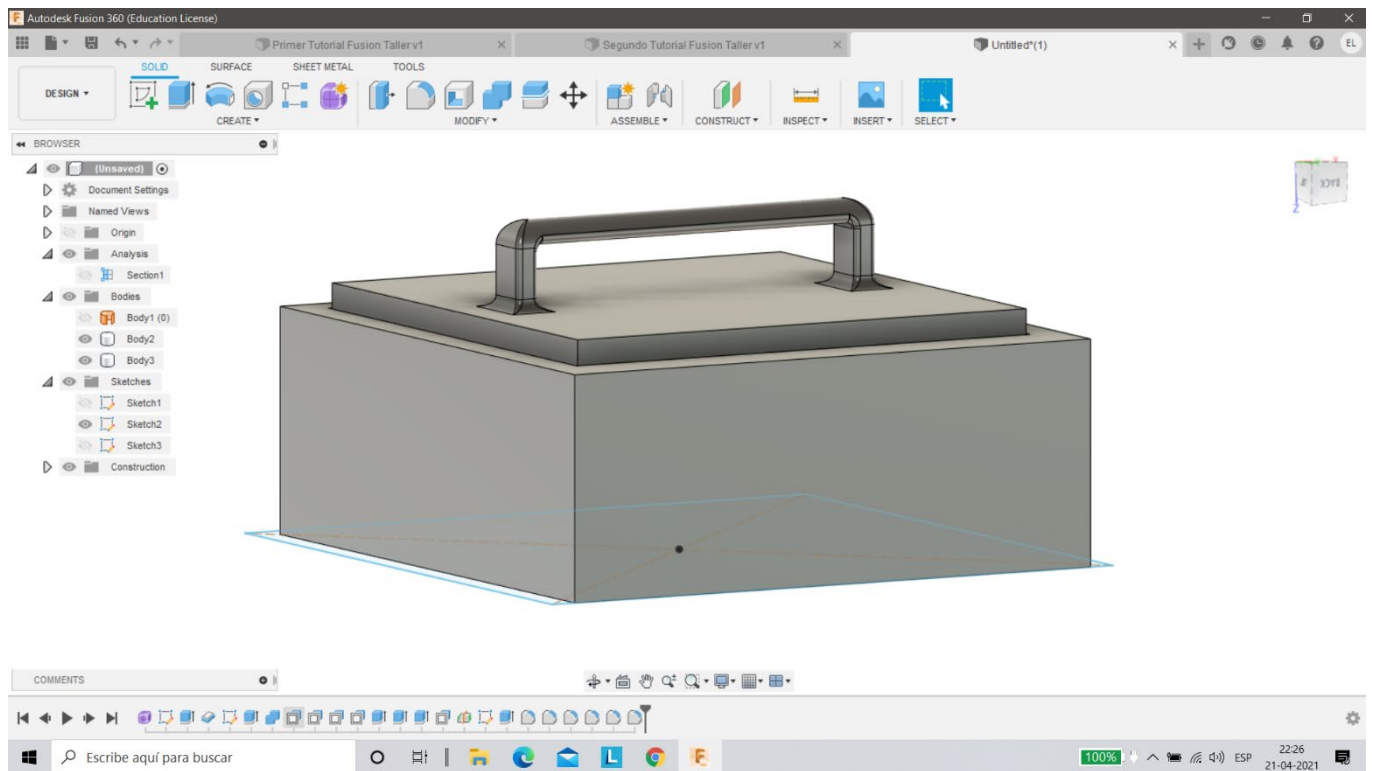 Autodesk Fusion 360 (Education License)
Primer Tutorial Fusion Taller v1
Segundo Tutorial Fusion Taller v1
Untitled*(1)
EL
SOLID SURFACE SHEET METAL TOOLS
DESIGN
CREATE MODIFY ASSEMBLE CONSTRUCT INSPECT INSERT SELECT
BROWSER
(Unsaved)
Document Settings
Named Views
Origin
Analysis
Section1
Bodies
Body1 (0)
Body2
Body3
Sketches
Sketch1
Sketch2
Sketch3
Construction
BACK
X
Z
COMMENTS
Escribe aquí para buscar
L
F
100%
ESP
22:26
21-04-2021